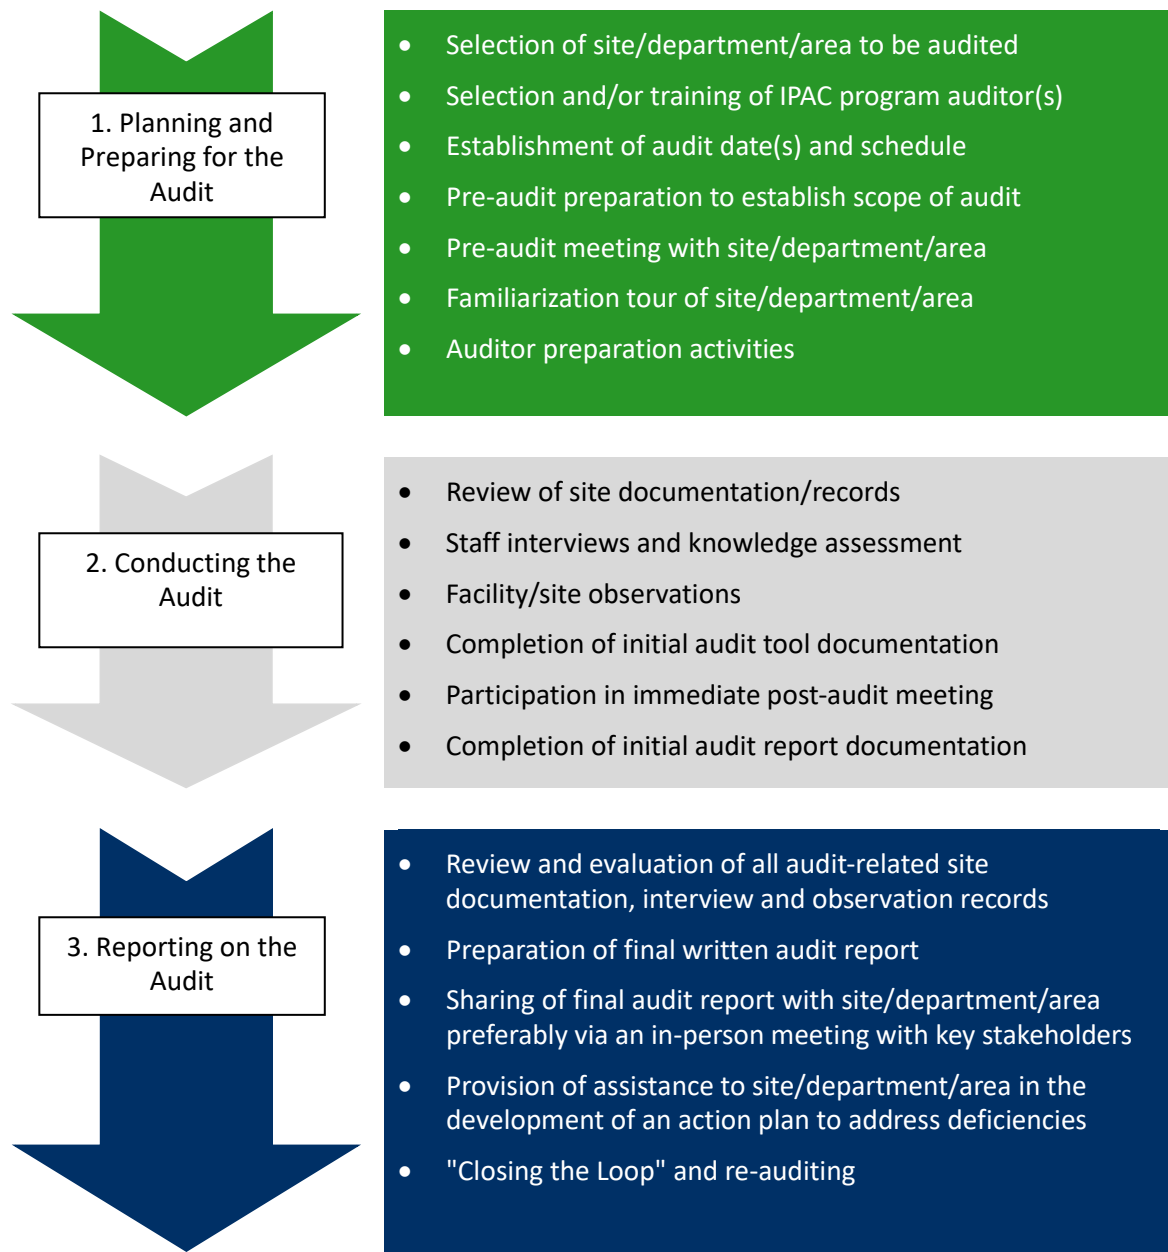 1. Planning and
Preparing for the
Audit
• Selection of site/department/area to be audited
• Selection and/or training of IPAC program auditor(s)
• Establishment of audit date(s) and schedule
• Pre-audit preparation to establish scope of audit
• Pre-audit meeting with site/department/area
• Familiarization tour of site/department/area
• Auditor preparation activities
2. Conducting the
Audit
• Review of site documentation/records
• Staff interviews and knowledge assessment
• Facility/site observations
• Completion of initial audit tool documentation
• Participation in immediate post-audit meeting
• Completion of initial audit report documentation
3. Reporting on the
Audit
• Review and evaluation of all audit-related site
documentation, interview and observation records
• Preparation of final written audit report
• Sharing of final audit report with site/department/area
preferably via an in-person meeting with key stakeholders
• Provision of assistance to site/department/area in the
development of an action plan to address deficiencies
• "Closing the Loop" and re-auditing